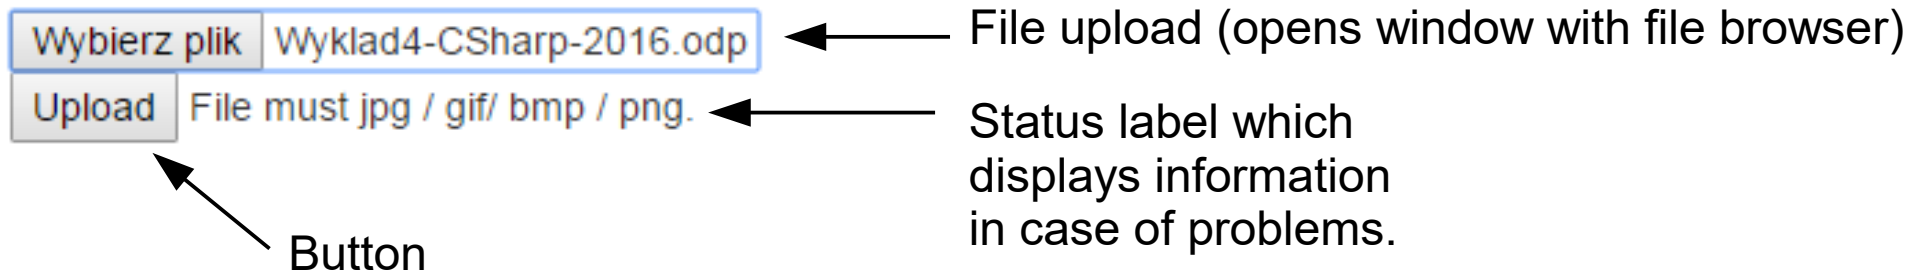 Wybierz plik Wyklad4-CSharp-2016.odp
File upload (opens window with file browser)
Upload File must jpg / gif/ bmp / png.
Status label which
displays information
in case of problems.
Button